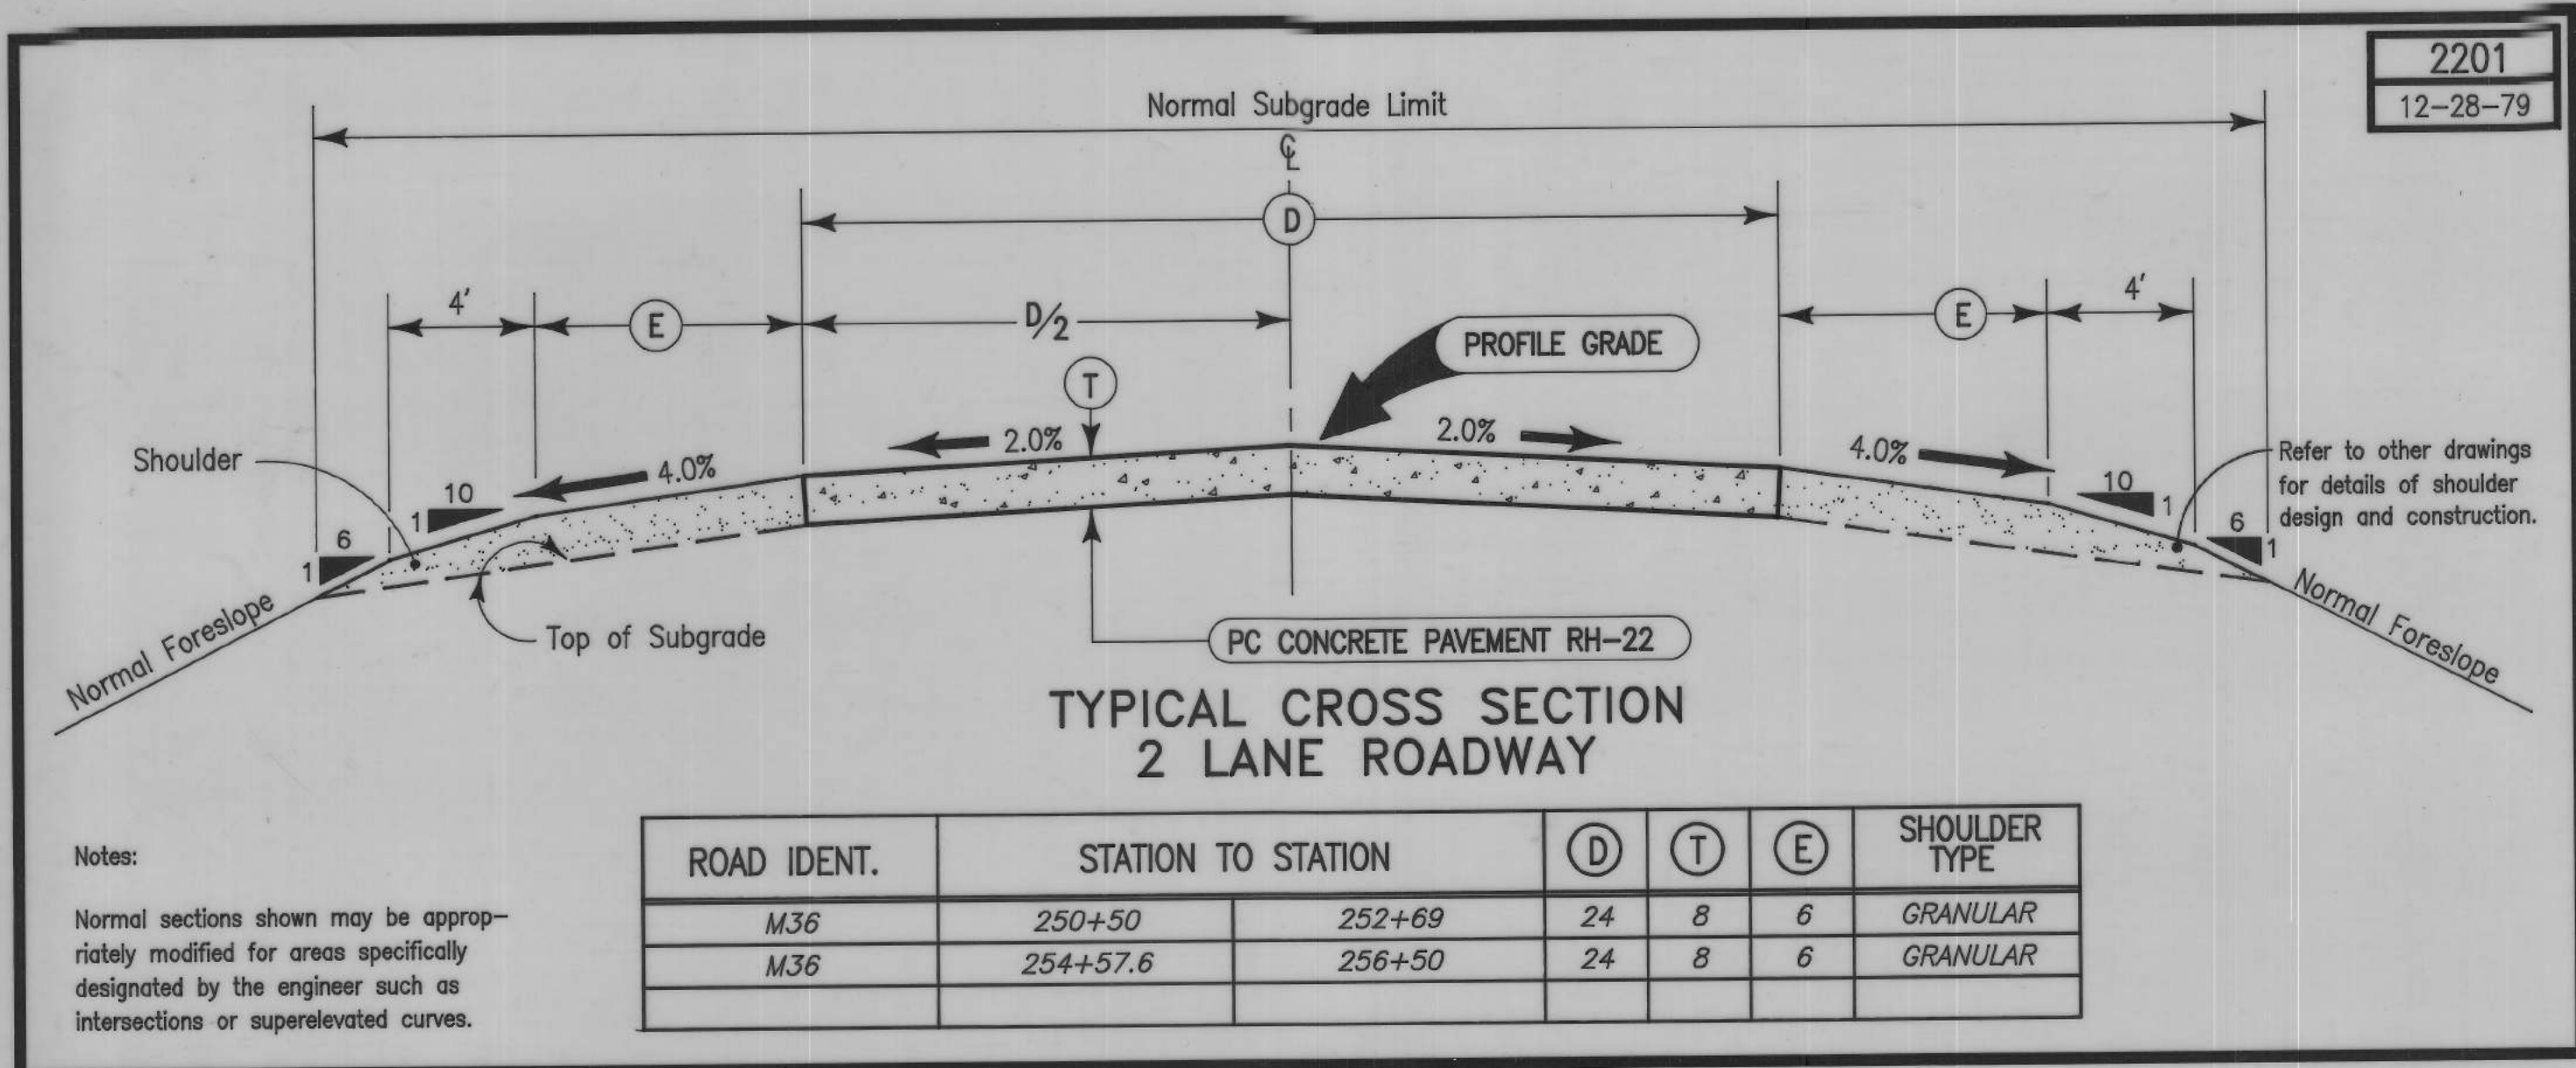 2201
12-28-79
Normal Subgrade Limit
℄
D
4'
E
D/2
E
4'
T
PROFILE GRADE
Shoulder
2.0%
2.0%
4.0%
4.0%
Refer to other drawings
for details of shoulder
design and construction.
10
1
10
1
6
1
6
1
Normal Foreslope
Normal Foreslope
Top of Subgrade
PC CONCRETE PAVEMENT RH-22
TYPICAL CROSS SECTION
2 LANE ROADWAY
Notes:
Normal sections shown may be approp-
riately modified for areas specifically
designated by the engineer such as
intersections or superelevated curves.
ROAD IDENT. STATION TO STATION D T E SHOULDER TYPE
M36 250+50 252+69 24 8 6 GRANULAR
M36 254+57.6 256+50 24 8 6 GRANULAR